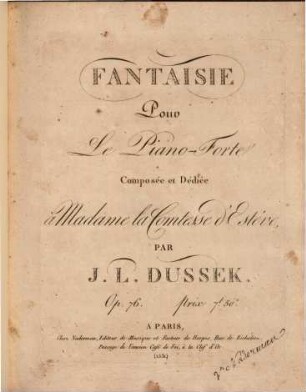 FANTAISIE
Pour
Le Piano-Forte
Composée et Dédiée
à Madame la Comtesse d'Estève,
PAR
J. L. DUSSEK.
Op. 76. prix 7.f 50.c
A PARIS,
Chez Naderman, Editeur de Musique et Facteur de Harpes, Rue de Richelieu,
Passage de l'ancien Café de Foi, à la Clef d'Or